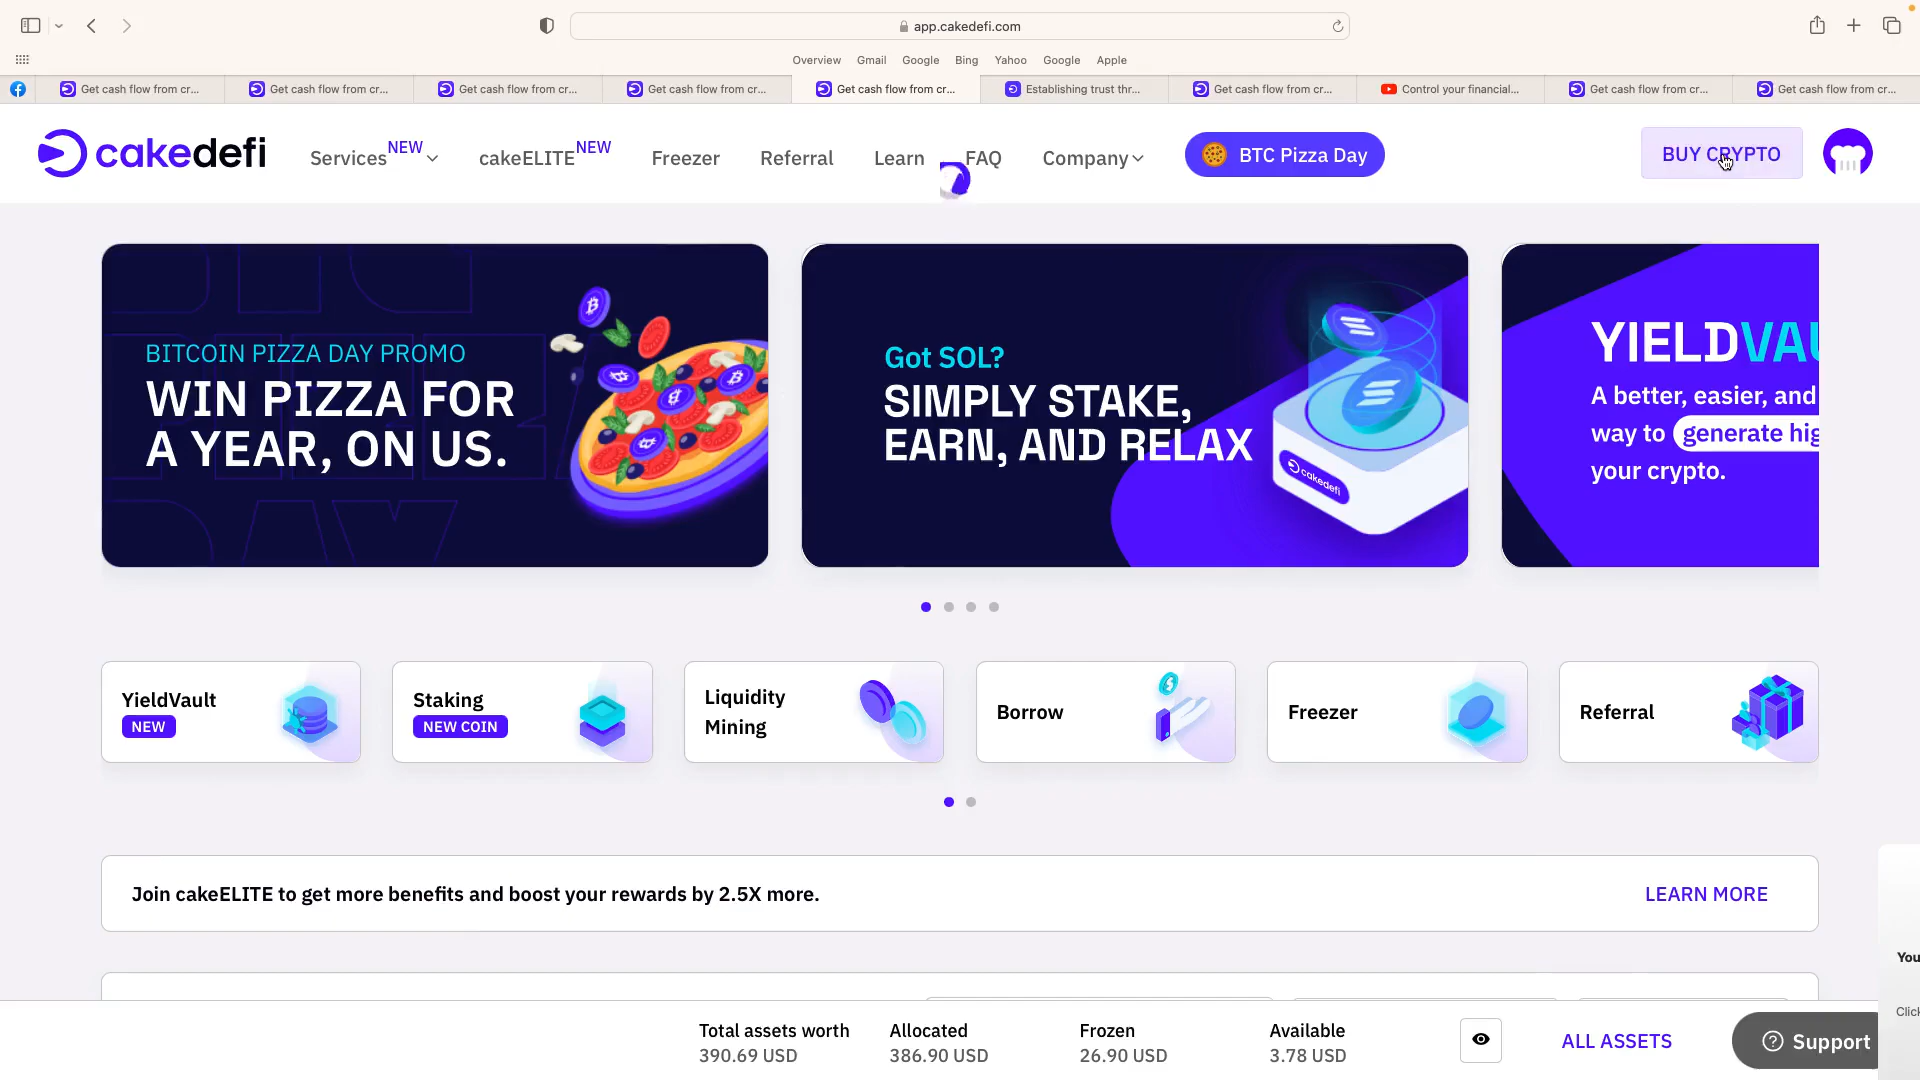 app.cakedefi.com
Overview Gmail Google Bing Yahoo Google Apple
Get cash flow from cr... Get cash flow from cr... Get cash flow from cr... Get cash flow from cr... Get cash flow from cr... Establishing trust thr... Get cash flow from cr... Control your financial... Get cash flow from cr... Get cash flow from cr...
cakedefi Services NEW cakeELITE NEW Freezer Referral Learn FAQ Company BTC Pizza Day BUY CRYPTO
BITCOIN PIZZA DAY PROMO
WIN PIZZA FOR
A YEAR, ON US.
Got SOL?
SIMPLY STAKE,
EARN, AND RELAX
cakedefi
YIELDVAU
A better, easier, and
way to generate hig
your crypto.
YieldVault
NEW
Staking
NEW COIN
Liquidity
Mining
Borrow
Freezer
Referral
Join cakeELITE to get more benefits and boost your rewards by 2.5X more.
LEARN MORE
You
Click
Total assets worth
390.69 USD
Allocated
386.90 USD
Frozen
26.90 USD
Available
3.78 USD
ALL ASSETS
Support